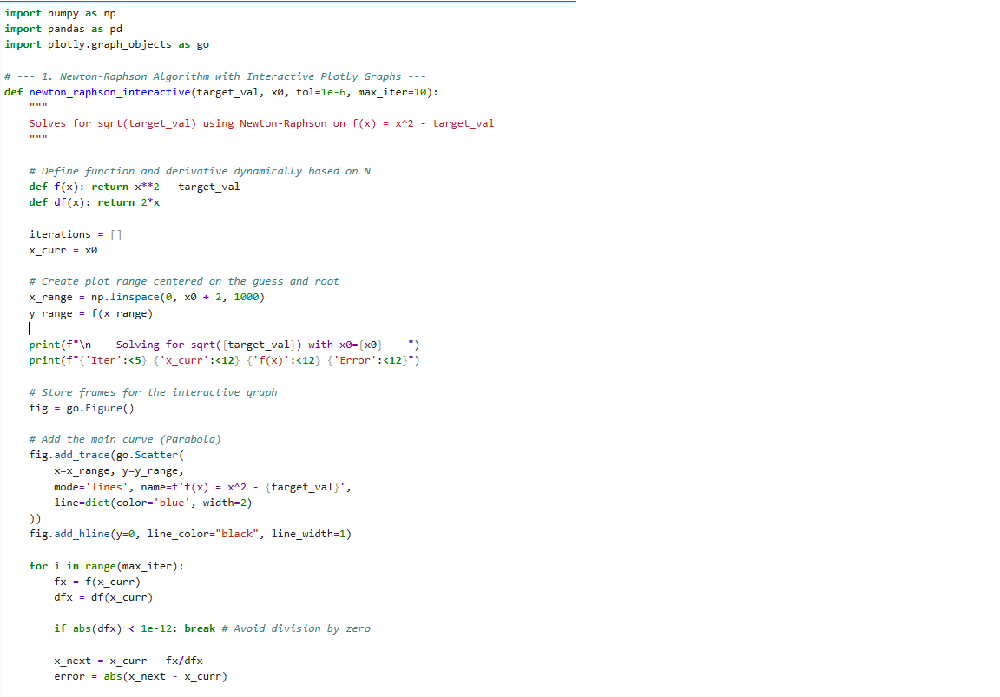 import numpy as np
import pandas as pd
import plotly.graph_objects as go

# --- 1. Newton-Raphson Algorithm with Interactive Plotly Graphs ---
def newton_raphson_interactive(target_val, x0, tol=1e-6, max_iter=10):
    """
    Solves for sqrt(target_val) using Newton-Raphson on f(x) = x^2 - target_val
    """

    # Define function and derivative dynamically based on N
    def f(x): return x**2 - target_val
    def df(x): return 2*x

    iterations = []
    x_curr = x0

    # Create plot range centered on the guess and root
    x_range = np.linspace(0, x0 + 2, 1000)
    y_range = f(x_range)

    print(f"\n--- Solving for sqrt({target_val}) with x0={x0} ---")
    print(f"{'Iter':<5} {'x_curr':<12} {'f(x)':<12} {'Error':<12}")

    # Store frames for the interactive graph
    fig = go.Figure()

    # Add the main curve (Parabola)
    fig.add_trace(go.Scatter(
        x=x_range, y=y_range,
        mode='lines', name=f'f(x) = x^2 - {target_val}',
        line=dict(color='blue', width=2)
    ))
    fig.add_hline(y=0, line_color="black", line_width=1)

    for i in range(max_iter):
        fx = f(x_curr)
        dfx = df(x_curr)

        if abs(dfx) < 1e-12: break # Avoid division by zero

        x_next = x_curr - fx/dfx
        error = abs(x_next - x_curr)